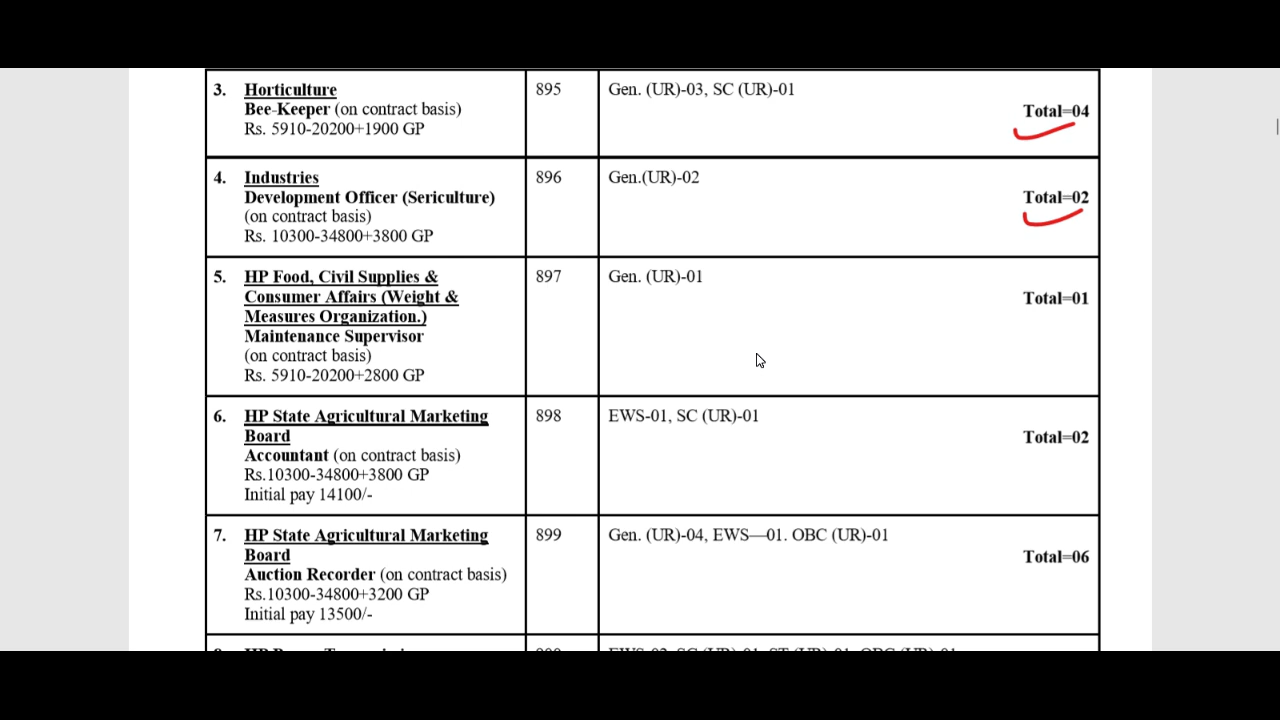 3. Horticulture 895 Gen. (UR)-03, SC (UR)-01
Bee-Keeper (on contract basis) Total=04
Rs. 5910-20200+1900 GP
4. Industries 896 Gen.(UR)-02
Development Officer (Sericulture) Total=02
(on contract basis)
Rs. 10300-34800+3800 GP
5. HP Food, Civil Supplies & 897 Gen. (UR)-01
Consumer Affairs (Weight & Total=01
Measures Organization.)
Maintenance Supervisor
(on contract basis)
Rs. 5910-20200+2800 GP
6. HP State Agricultural Marketing 898 EWS-01, SC (UR)-01
Board Total=02
Accountant (on contract basis)
Rs.10300-34800+3800 GP
Initial pay 14100/-
7. HP State Agricultural Marketing 899 Gen. (UR)-04, EWS—01. OBC (UR)-01
Board Total=06
Auction Recorder (on contract basis)
Rs.10300-34800+3200 GP
Initial pay 13500/-